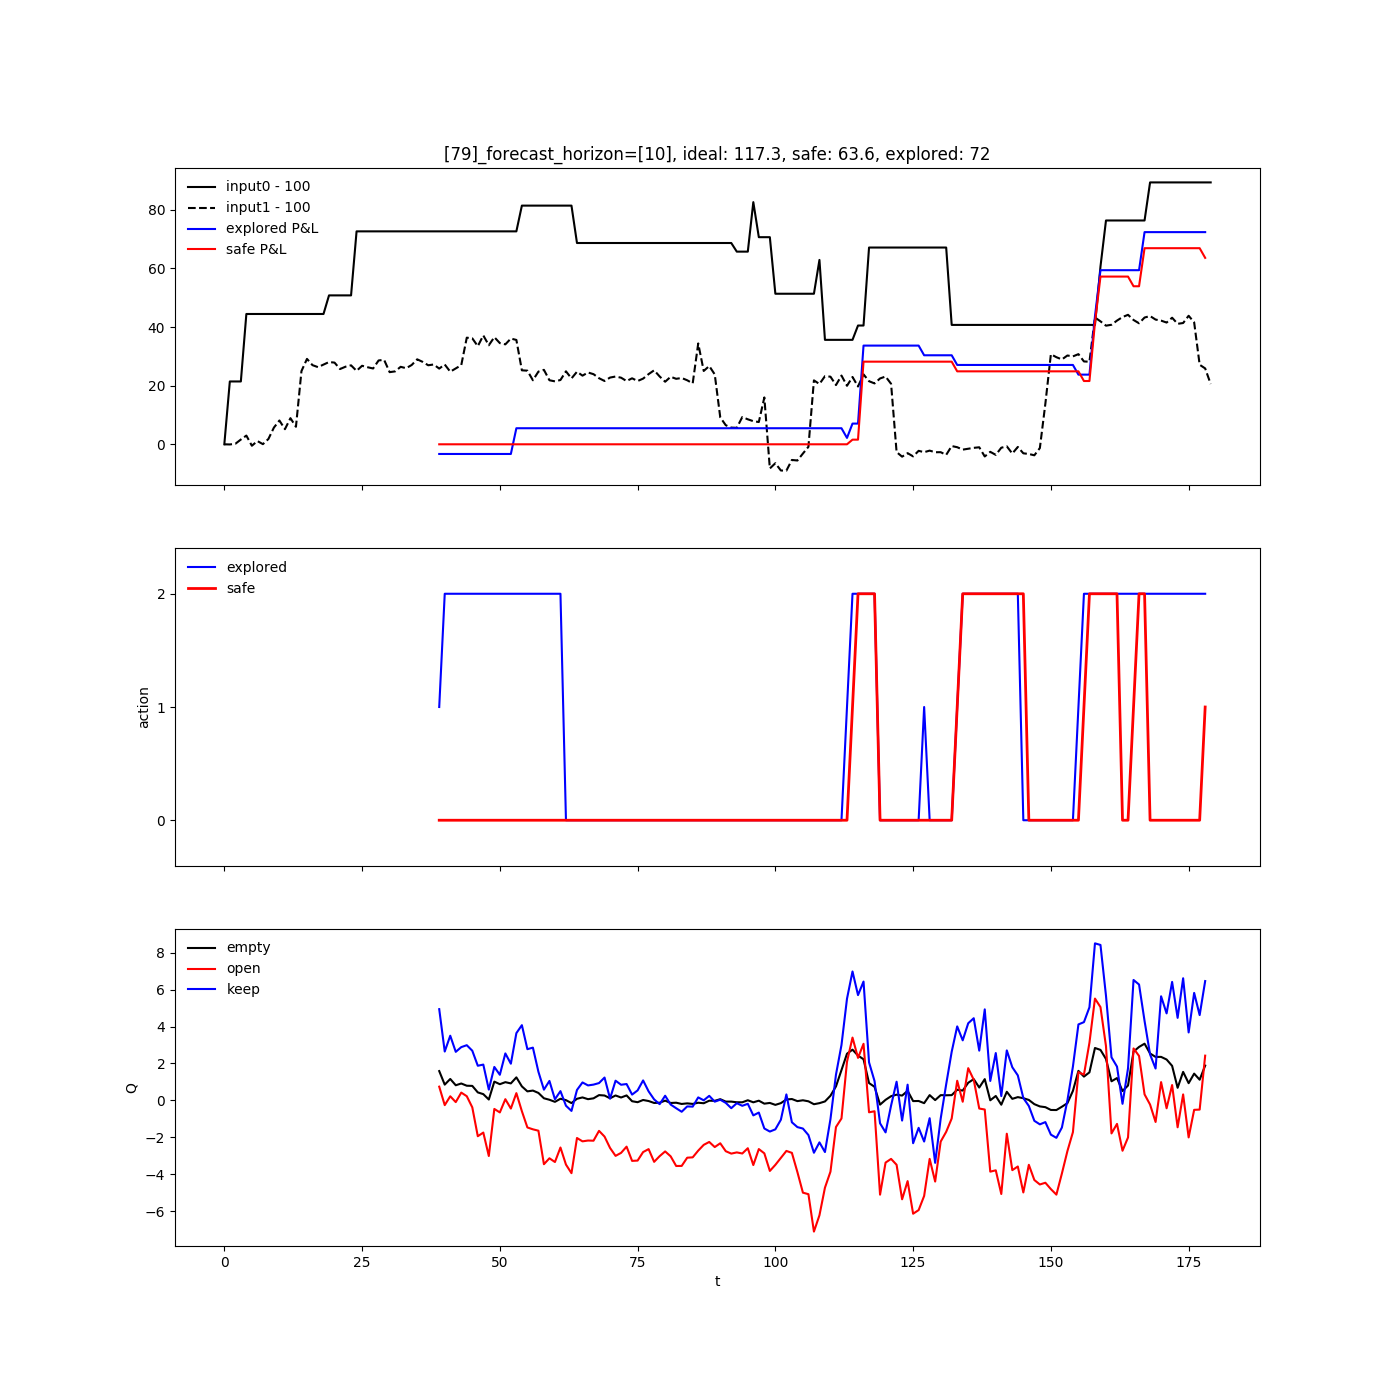 [79]_forecast_horizon=[10], ideal: 117.3, safe: 63.6, explored: 72
input0 - 100
input1 - 100
explored P&L
safe P&L
80
60
40
20
0
explored
safe
2
1
0
action
empty
open
keep
8
6
4
2
0
−2
−4
−6
Q
0 25 50 75 100 125 150 175
t